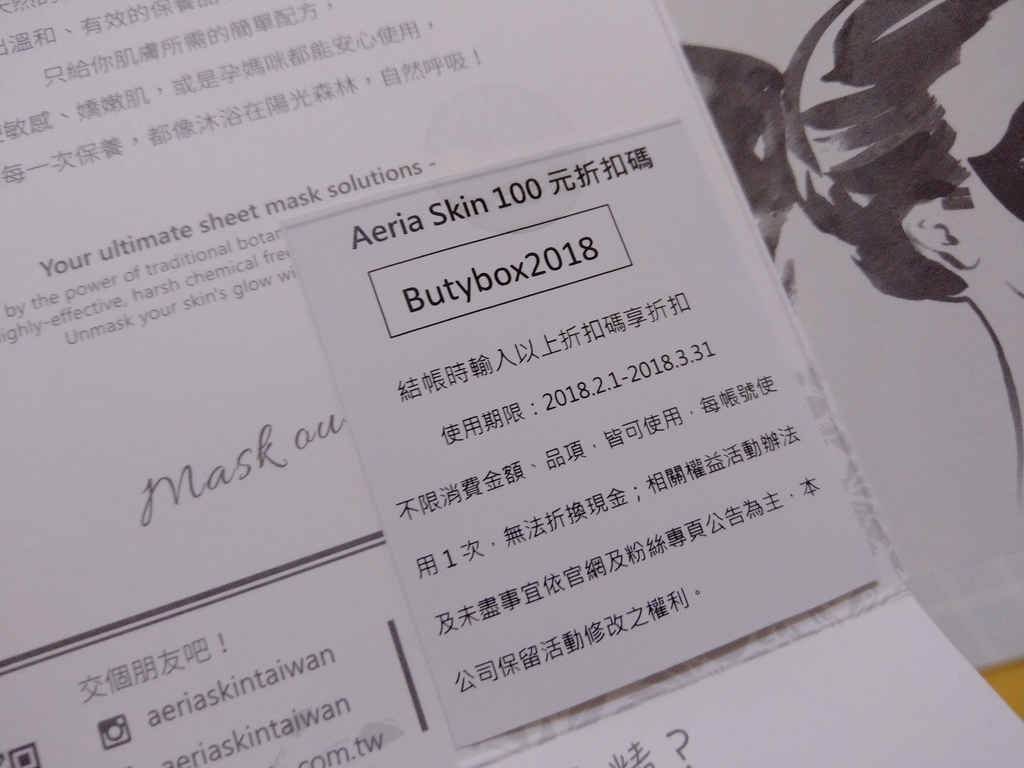 出溫和、有效的保養品
只給你肌膚所需的簡單配方，
敏感、嬌嫩肌，或是孕媽咪都能安心使用，
每一次保養，都像沐浴在陽光森林，自然呼吸！
Your ultimate sheet mask solutions -
by the power of traditional
highly-effective, harsh chemical
Unmask your skin's glow
Mask
交個朋友吧！
aeriaskintaiwan
aeriaskintaiwan
.com.tw
Aeria Skin 100 元折扣碼
Butybox2018
結帳時輸入以上折扣碼享折扣
使用期限：2018.2.1-2018.3.31
不限消費金額、品項，皆可使用，每帳號使
用 1 次，無法折換現金；相關權益活動辦法
及未盡事宜依官網及粉絲專頁公告為主，本
公司保留活動修改之權利。
精？